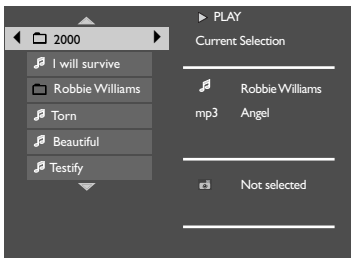 2000
I will survive
Robbie Williams
Torn
Beautiful
Testify
PLAY
Current Selection
Robbie Williams
mp3 Angel
Not selected